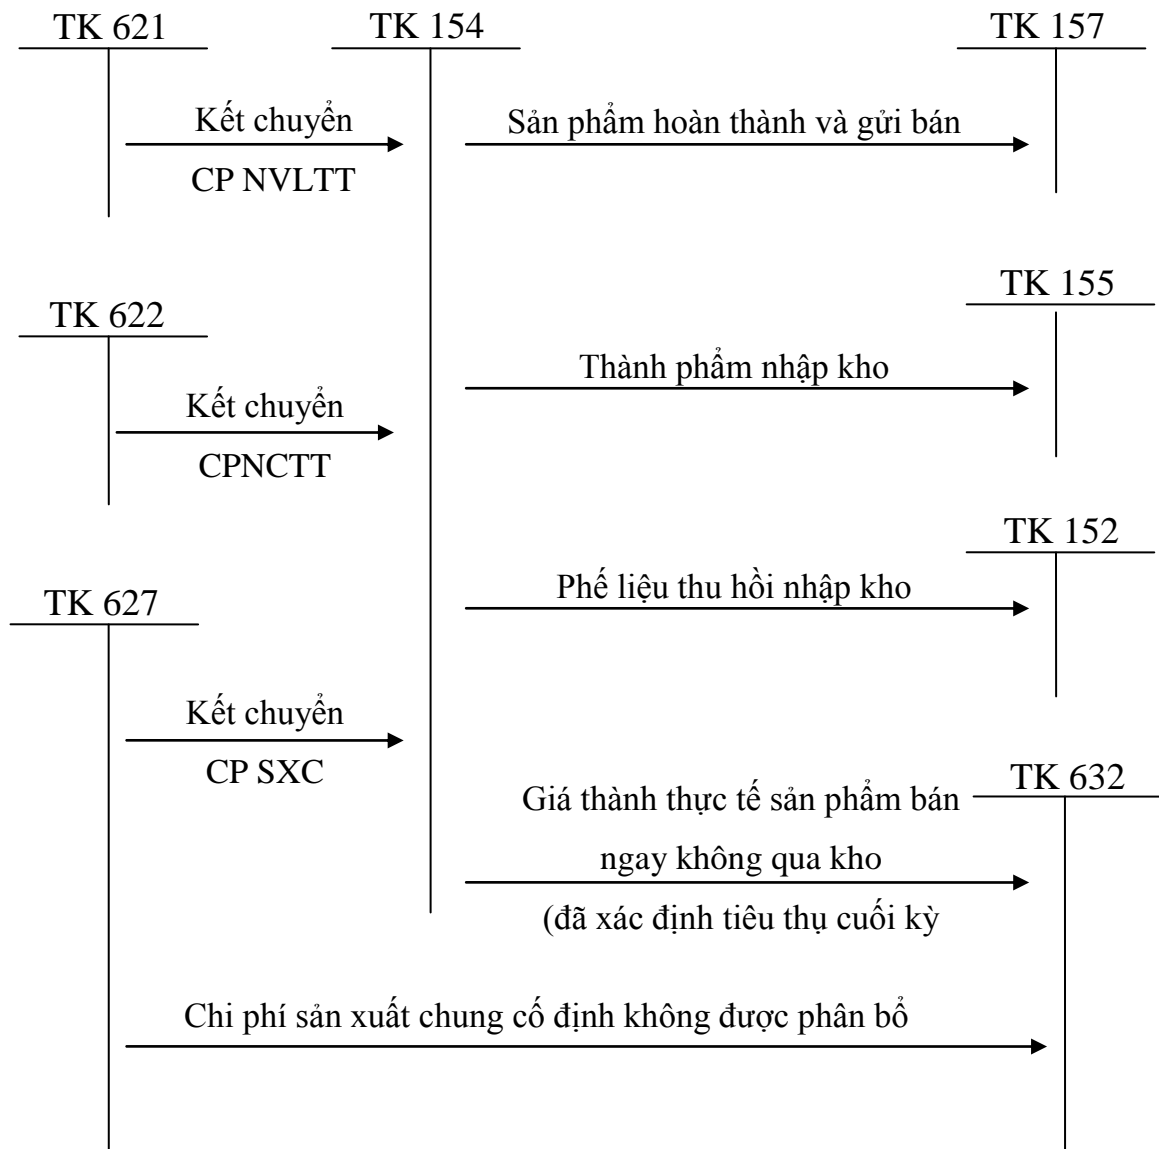 TK 621
TK 154
TK 157
Kết chuyển
CP NVLTT
Sản phẩm hoàn thành và gửi bán
TK 155
TK 622
Thành phẩm nhập kho
Kết chuyển
CPNCTT
TK 152
Phế liệu thu hồi nhập kho
TK 627
Kết chuyển
CP SXC
TK 632
Giá thành thực tế sản phẩm bán
ngay không qua kho
(đã xác định tiêu thụ cuối kỳ
Chi phí sản xuất chung cố định không được phân bổ